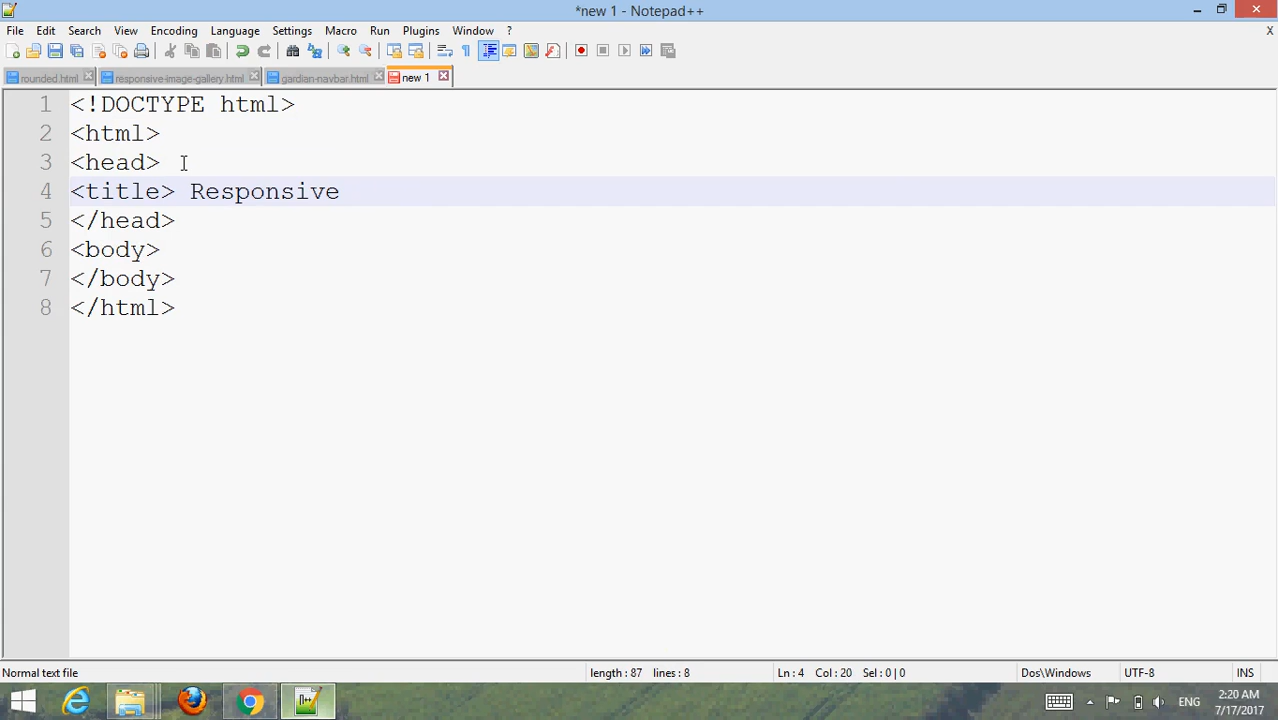 *new 1 - Notepad++
File Edit Search View Encoding Language Settings Macro Run Plugins Window ? X
rounded.html responsive-image-gallery.html gardian-navbar.html new 1
1 <!DOCTYPE html>
2 <html>
3 <head>
4 <title> Responsive
5 </head>
6 <body>
7 </body>
8 </html>
Normal text file length : 87 lines : 8 Ln : 4 Col : 20 Sel : 0 | 0 Dos\Windows UTF-8 INS
ENG
2:20 AM
7/17/2017